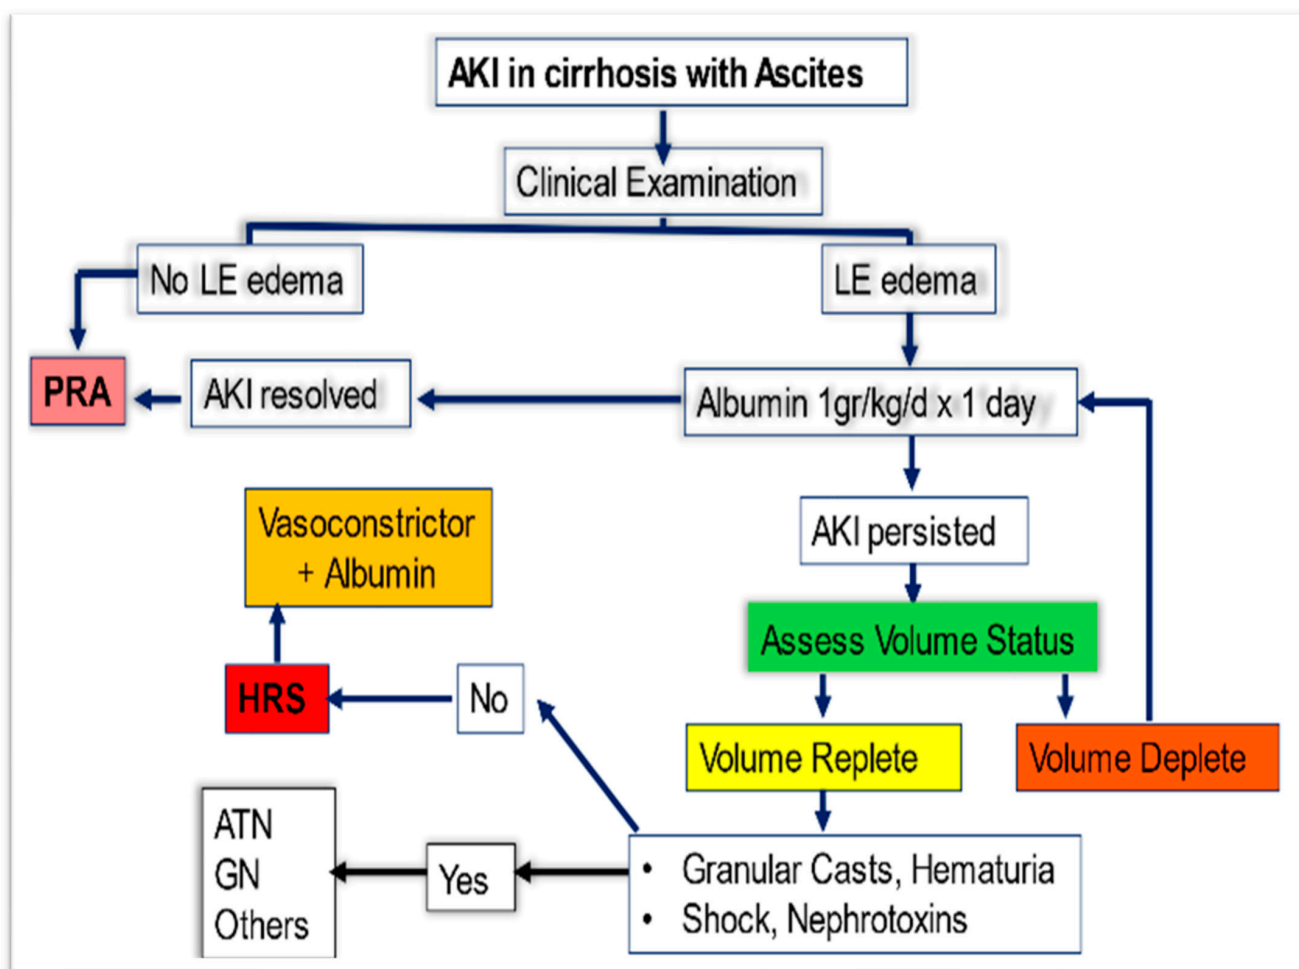 AKI in cirrhosis with Ascites
Clinical Examination
No LE edema
LE edema
PRA
AKI resolved
Albumin 1gr/kg/d x 1 day
Vasoconstrictor
+ Albumin
AKI persisted
Assess Volume Status
HRS
No
Volume Replete
Volume Deplete
ATN
GN
Others
Yes
• Granular Casts, Hematuria
• Shock, Nephrotoxins